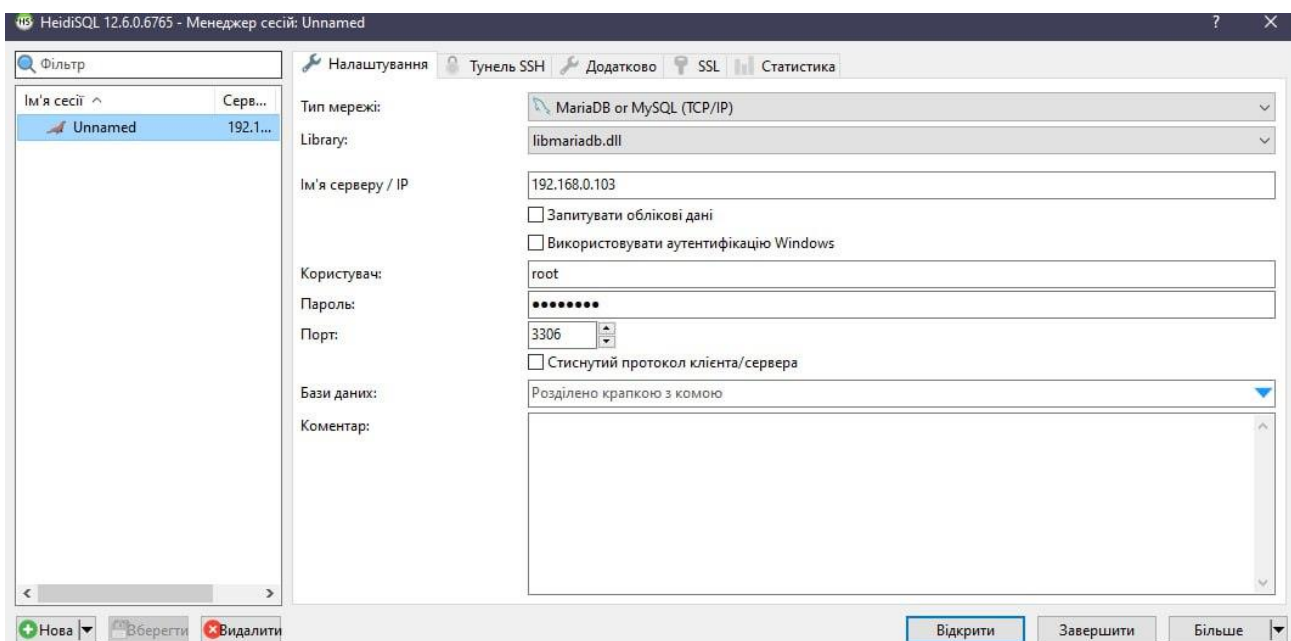 HeidiSQL 12.6.0.6765 - Менеджер сесій: Unnamed
Фільтр
Ім'я сесії Серв...
Unnamed 192.1...
Налаштування Тунель SSH Додатково SSL Статистика
Тип мережі: MariaDB or MySQL (TCP/IP)
Library: libmariadb.dll
Ім'я серверу / IP 192.168.0.103
Запитувати облікові дані
Використовувати аутентифікацію Windows
Користувач: root
Пароль: ●●●●●●●●
Порт: 3306
Стиснутий протокол клієнта/сервера
Бази даних: Розділено крапкою з комою
Коментар:
Нова Вберегти Видалити Відкрити Завершити Більше